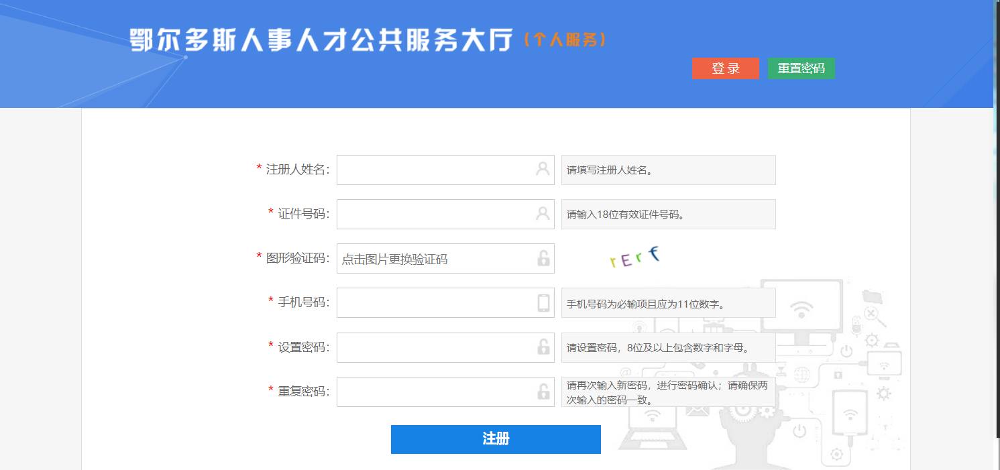 鄂尔多斯人事人才公共服务大厅（个人服务）
登 录 重置密码
* 注册人姓名： 请填写注册人姓名。
* 证件号码： 请输入18位有效证件号码。
* 图形验证码： 点击图片更换验证码 rErf
* 手机号码： 手机号码为必输项且应为11位数字。
* 设置密码： 请设置密码，8位及以上包含数字和字母。
* 重复密码： 请再次输入新密码，进行密码确认；请确保两
次输入的密码一致。
注册